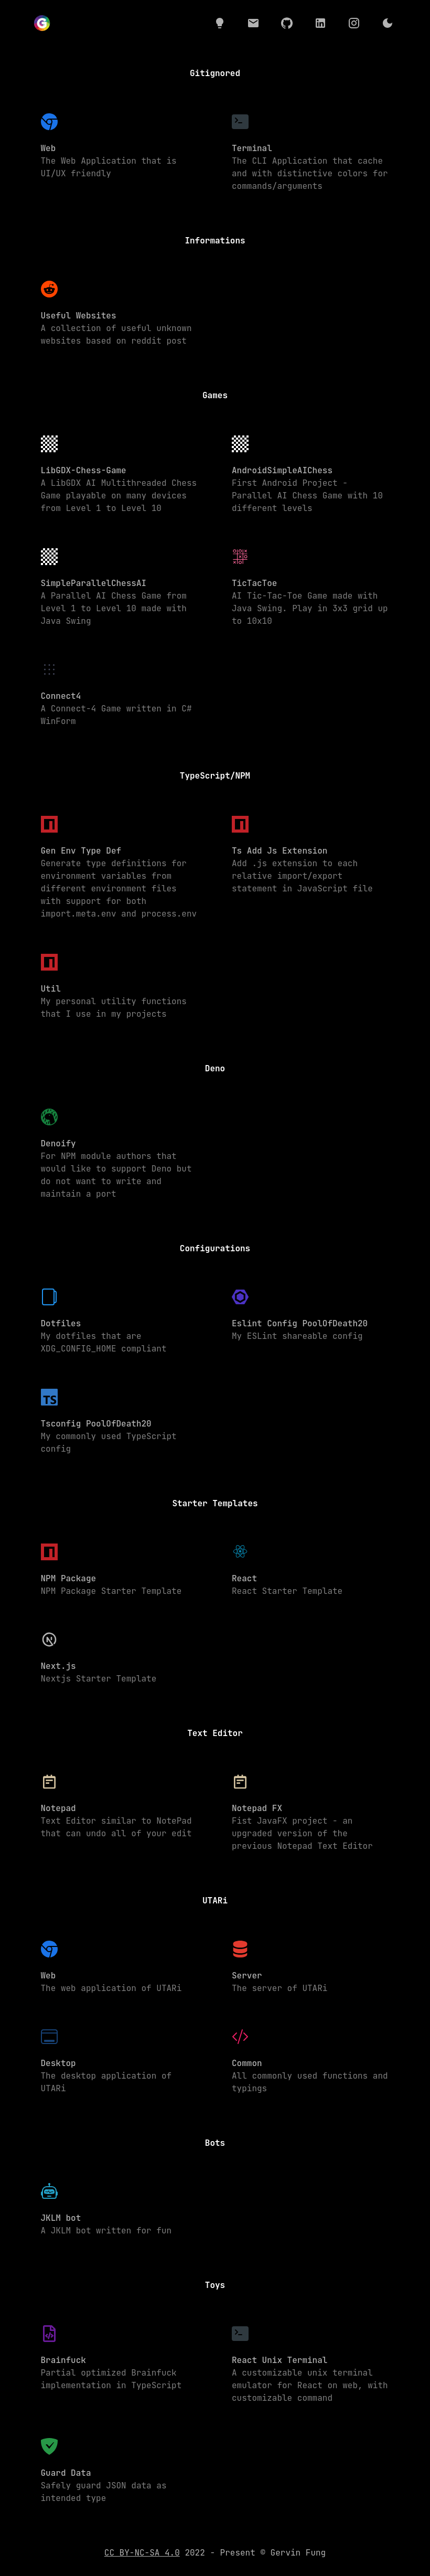 Gitignored
Web
The Web Application that is
UI/UX friendly
Terminal
The CLI Application that cache
and with distinctive colors for
commands/arguments
Informations
Useful Websites
A collection of useful unknown
websites based on reddit post
Games
LibGDX-Chess-Game
A LibGDX AI Multithreaded Chess
Game playable on many devices
from Level 1 to Level 10
AndroidSimpleAIChess
First Android Project -
Parallel AI Chess Game with 10
different levels
SimpleParallelChessAI
A Parallel AI Chess Game from
Level 1 to Level 10 made with
Java Swing
TicTacToe
AI Tic-Tac-Toe Game made with
Java Swing. Play in 3x3 grid up
to 10x10
Connect4
A Connect-4 Game written in C#
WinForm
TypeScript/NPM
Gen Env Type Def
Generate type definitions for
environment variables from
different environment files
with support for both
import.meta.env and process.env
Ts Add Js Extension
Add .js extension to each
relative import/export
statement in JavaScript file
Util
My personal utility functions
that I use in my projects
Deno
Denoify
For NPM module authors that
would like to support Deno but
do not want to write and
maintain a port
Configurations
Dotfiles
My dotfiles that are
XDG_CONFIG_HOME compliant
Eslint Config PoolOfDeath20
My ESLint shareable config
TS
Tsconfig PoolOfDeath20
My commonly used TypeScript
config
Starter Templates
NPM Package
NPM Package Starter Template
React
React Starter Template
Next.js
Nextjs Starter Template
Text Editor
Notepad
Text Editor similar to NotePad
that can undo all of your edit
Notepad FX
Fist JavaFX project - an
upgraded version of the
previous Notepad Text Editor
UTARi
Web
The web application of UTARi
Server
The server of UTARi
Desktop
The desktop application of
UTARi
Common
All commonly used functions and
typings
Bots
JKLM bot
A JKLM bot written for fun
Toys
Brainfuck
Partial optimized Brainfuck
implementation in TypeScript
React Unix Terminal
A customizable unix terminal
emulator for React on web, with
customizable command
Guard Data
Safely guard JSON data as
intended type
CC BY-NC-SA 4.0 2022 - Present © Gervin Fung